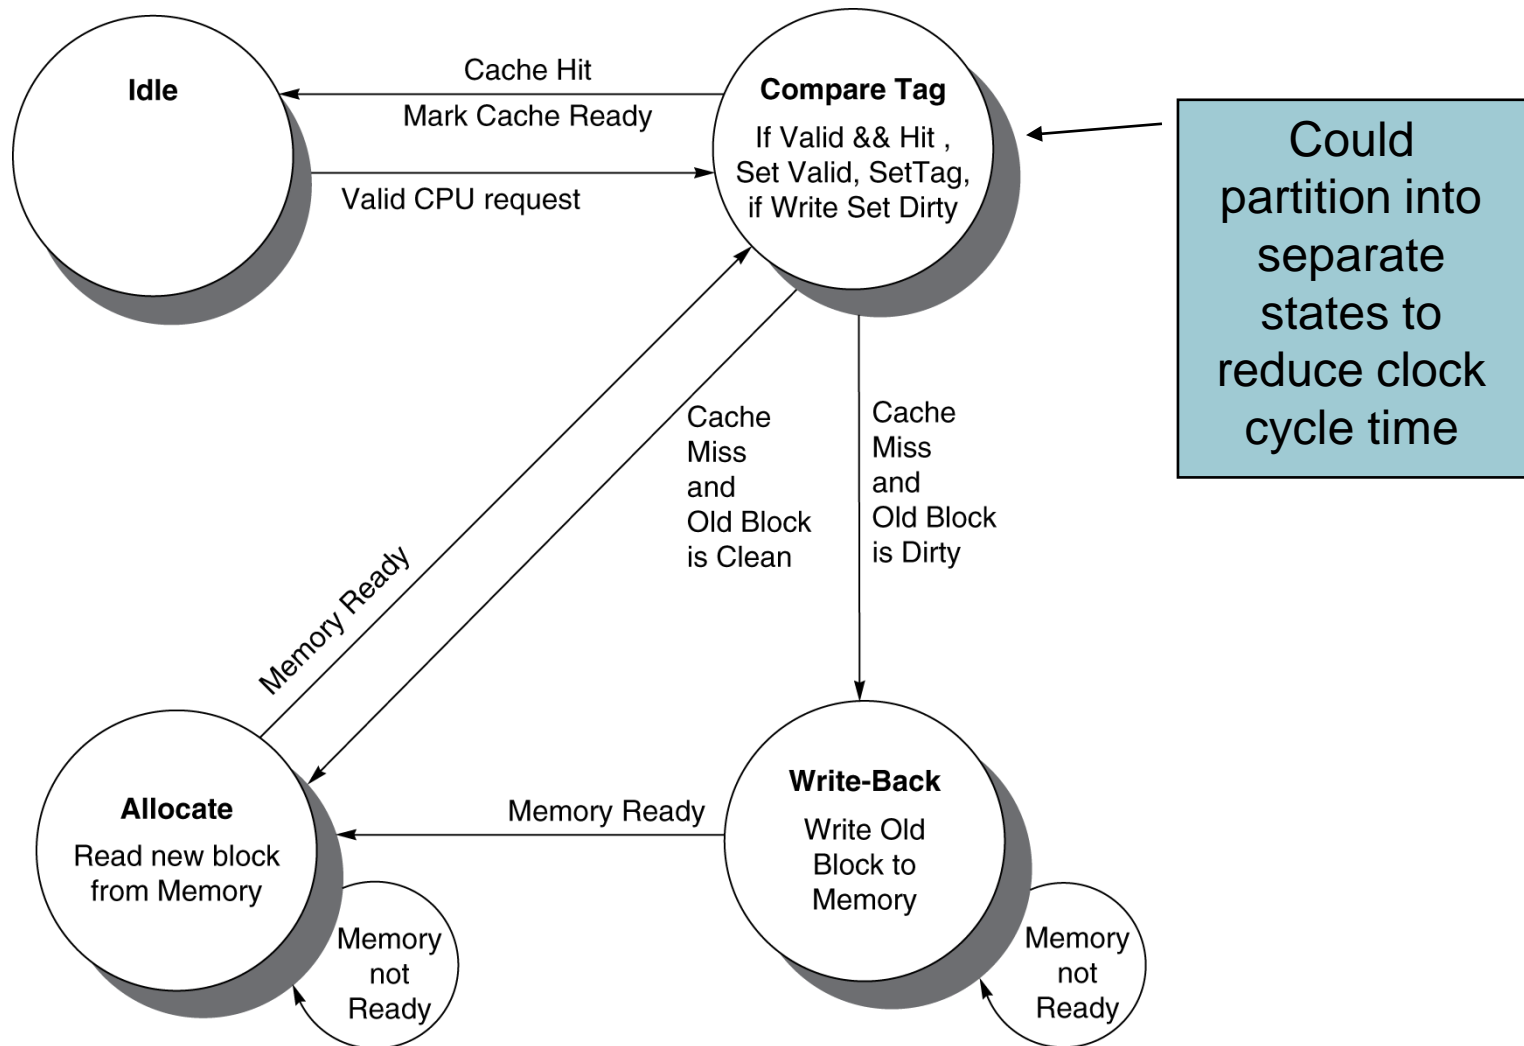 Idle
Cache Hit
Mark Cache Ready
Valid CPU request
Compare Tag
If Valid && Hit ,
Set Valid, SetTag,
if Write Set Dirty
Could
partition into
separate
states to
reduce clock
cycle time
Cache
Miss
and
Old Block
is Clean
Cache
Miss
and
Old Block
is Dirty
Memory Ready
Allocate
Read new block
from Memory
Memory
not
Ready
Memory Ready
Write-Back
Write Old
Block to
Memory
Memory
not
Ready